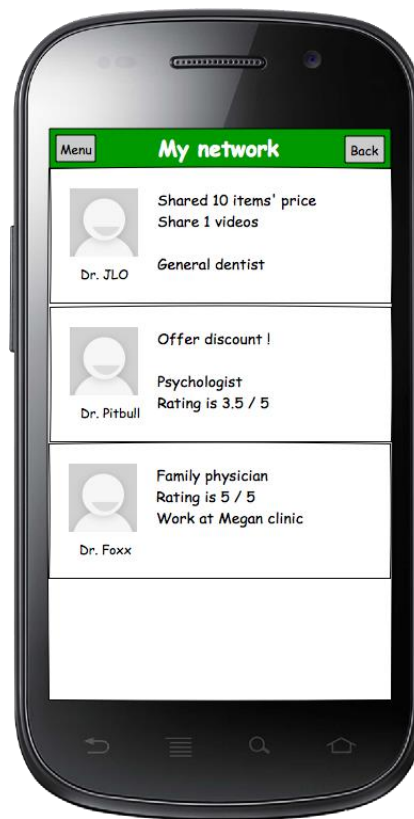 Menu
My network
Back
Shared 10 items' price
Share 1 videos
General dentist
Dr. JLO
Offer discount !
Psychologist
Rating is 3.5 / 5
Dr. Pitbull
Family physician
Rating is 5 / 5
Work at Megan clinic
Dr. Foxx